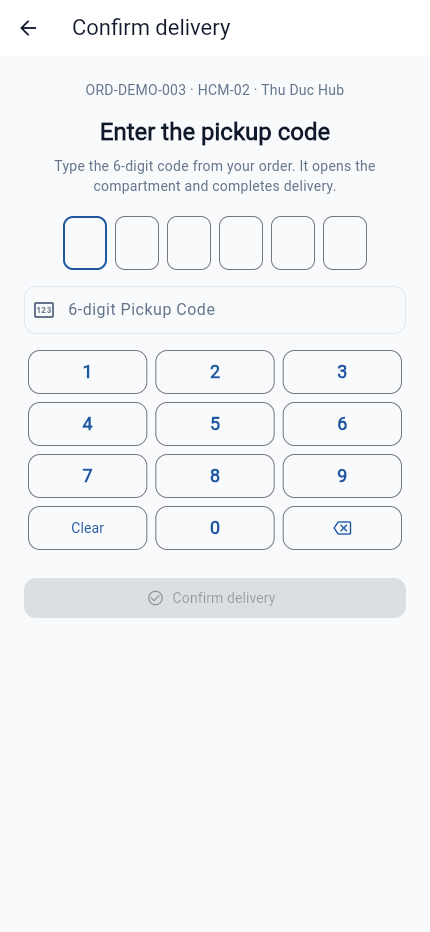 Confirm delivery
ORD-DEMO-003 · HCM-02 · Thu Duc Hub
Enter the pickup code
Type the 6-digit code from your order. It opens the
compartment and completes delivery.
123 6-digit Pickup Code
1 2 3
4 5 6
7 8 9
Clear 0
Confirm delivery